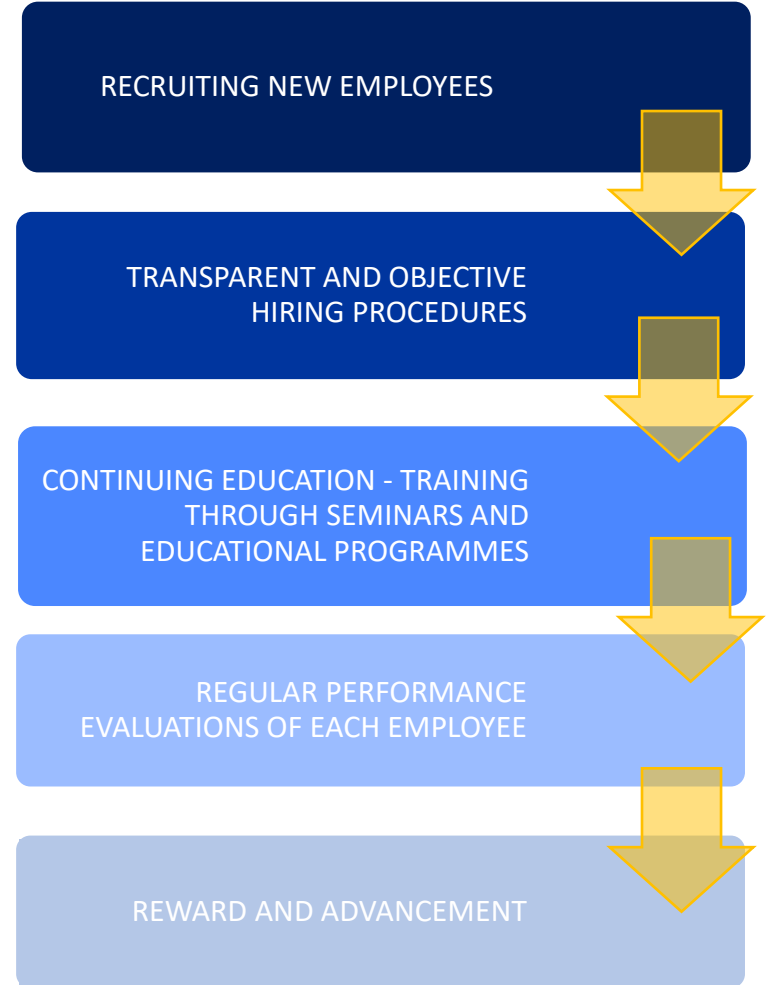 RECRUITING NEW EMPLOYEES
TRANSPARENT AND OBJECTIVE
HIRING PROCEDURES
CONTINUING EDUCATION - TRAINING
THROUGH SEMINARS AND
EDUCATIONAL PROGRAMMES
REGULAR PERFORMANCE
EVALUATIONS OF EACH EMPLOYEE
REWARD AND ADVANCEMENT